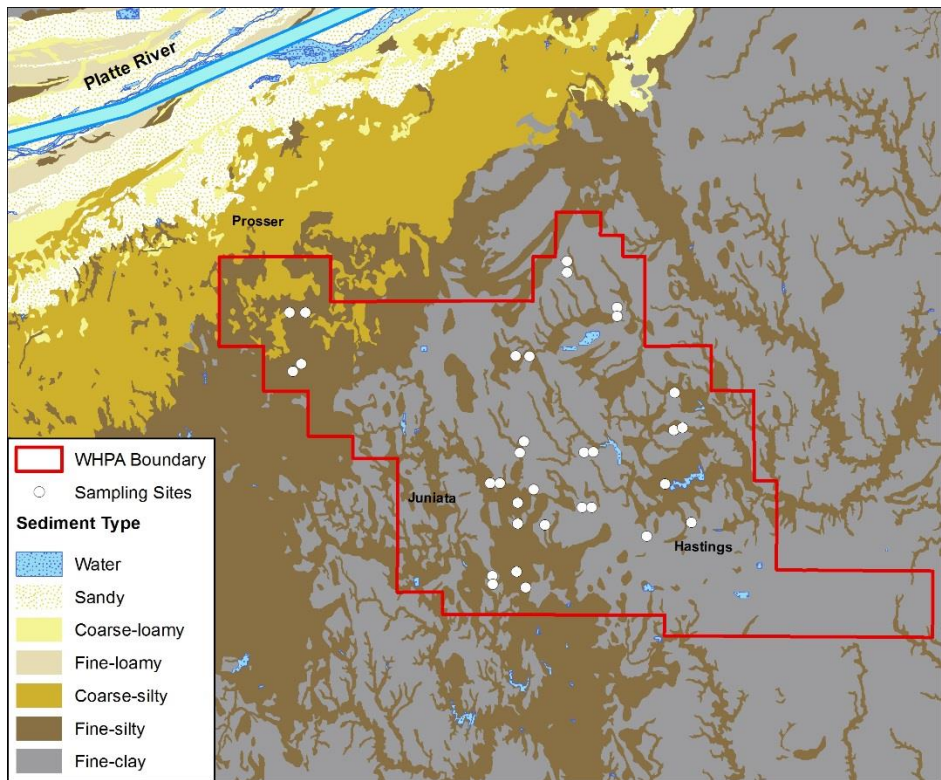 Platte River
Prosser
Juniata
Hastings
WHPA Boundary
Sampling Sites
Sediment Type
Water
Sandy
Coarse-loamy
Fine-loamy
Coarse-silty
Fine-silty
Fine-clay